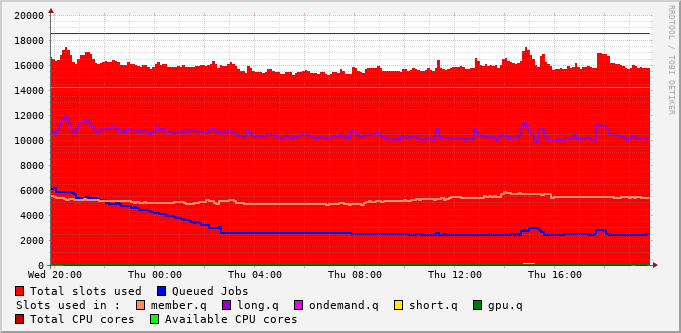 RRDTOOL / TOBI OETIKER
20000
18000
16000
14000
12000
10000
8000
6000
4000
2000
0
Wed 20:00 Thu 00:00 Thu 04:00 Thu 08:00 Thu 12:00 Thu 16:00
Total slots used Queued Jobs
Slots used in : member.q long.q ondemand.q short.q gpu.q
Total CPU cores Available CPU cores